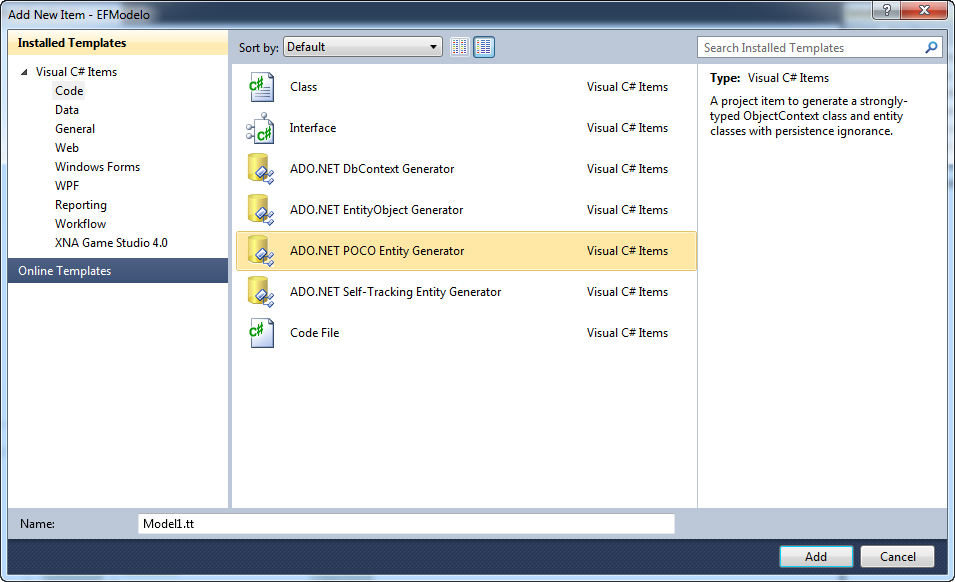 Add New Item - EFModelo
?
Installed Templates
Visual C# Items
Code
Data
General
Web
Windows Forms
WPF
Reporting
Workflow
XNA Game Studio 4.0
Online Templates
Sort by: Default
C# Class Visual C# Items
C# Interface Visual C# Items
ADO.NET DbContext Generator Visual C# Items
ADO.NET EntityObject Generator Visual C# Items
ADO.NET POCO Entity Generator Visual C# Items
ADO.NET Self-Tracking Entity Generator Visual C# Items
C# Code File Visual C# Items
Search Installed Templates
Type: Visual C# Items
A project item to generate a strongly-
typed ObjectContext class and entity
classes with persistence ignorance.
Name: Model1.tt
Add Cancel